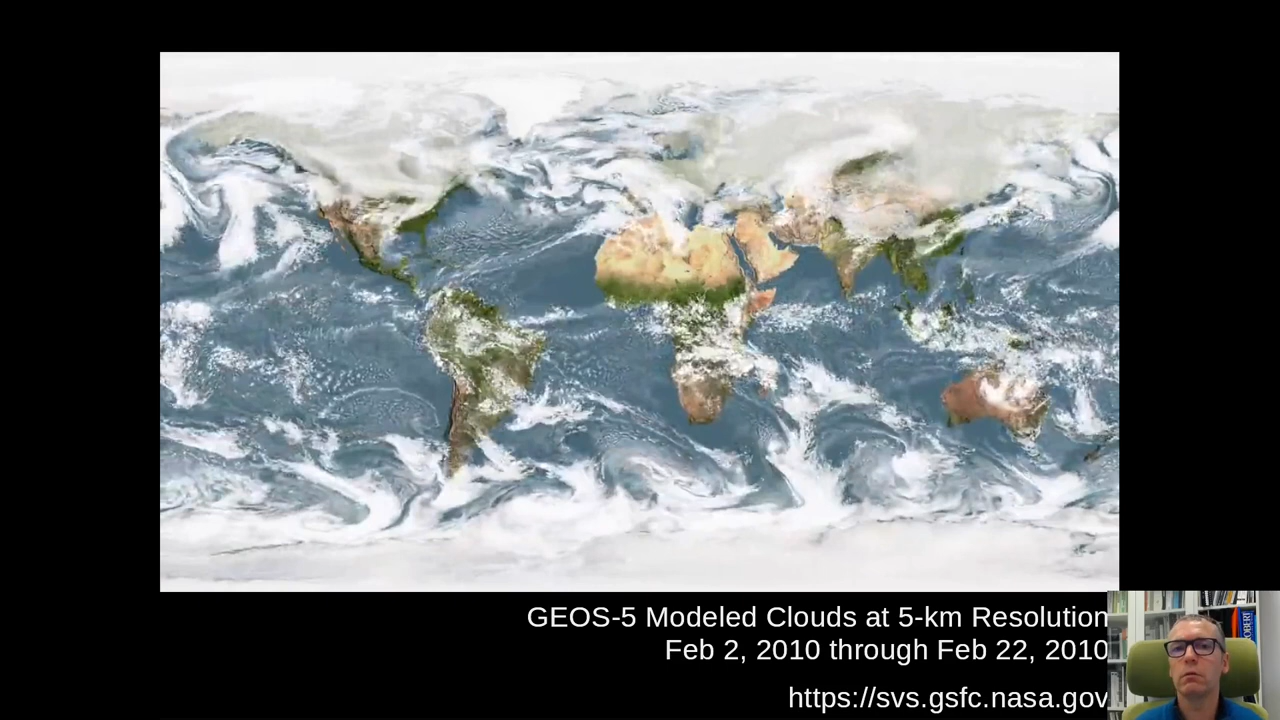 GEOS-5 Modeled Clouds at 5-km Resolution
Feb 2, 2010 through Feb 22, 2010
https://svs.gsfc.nasa.gov